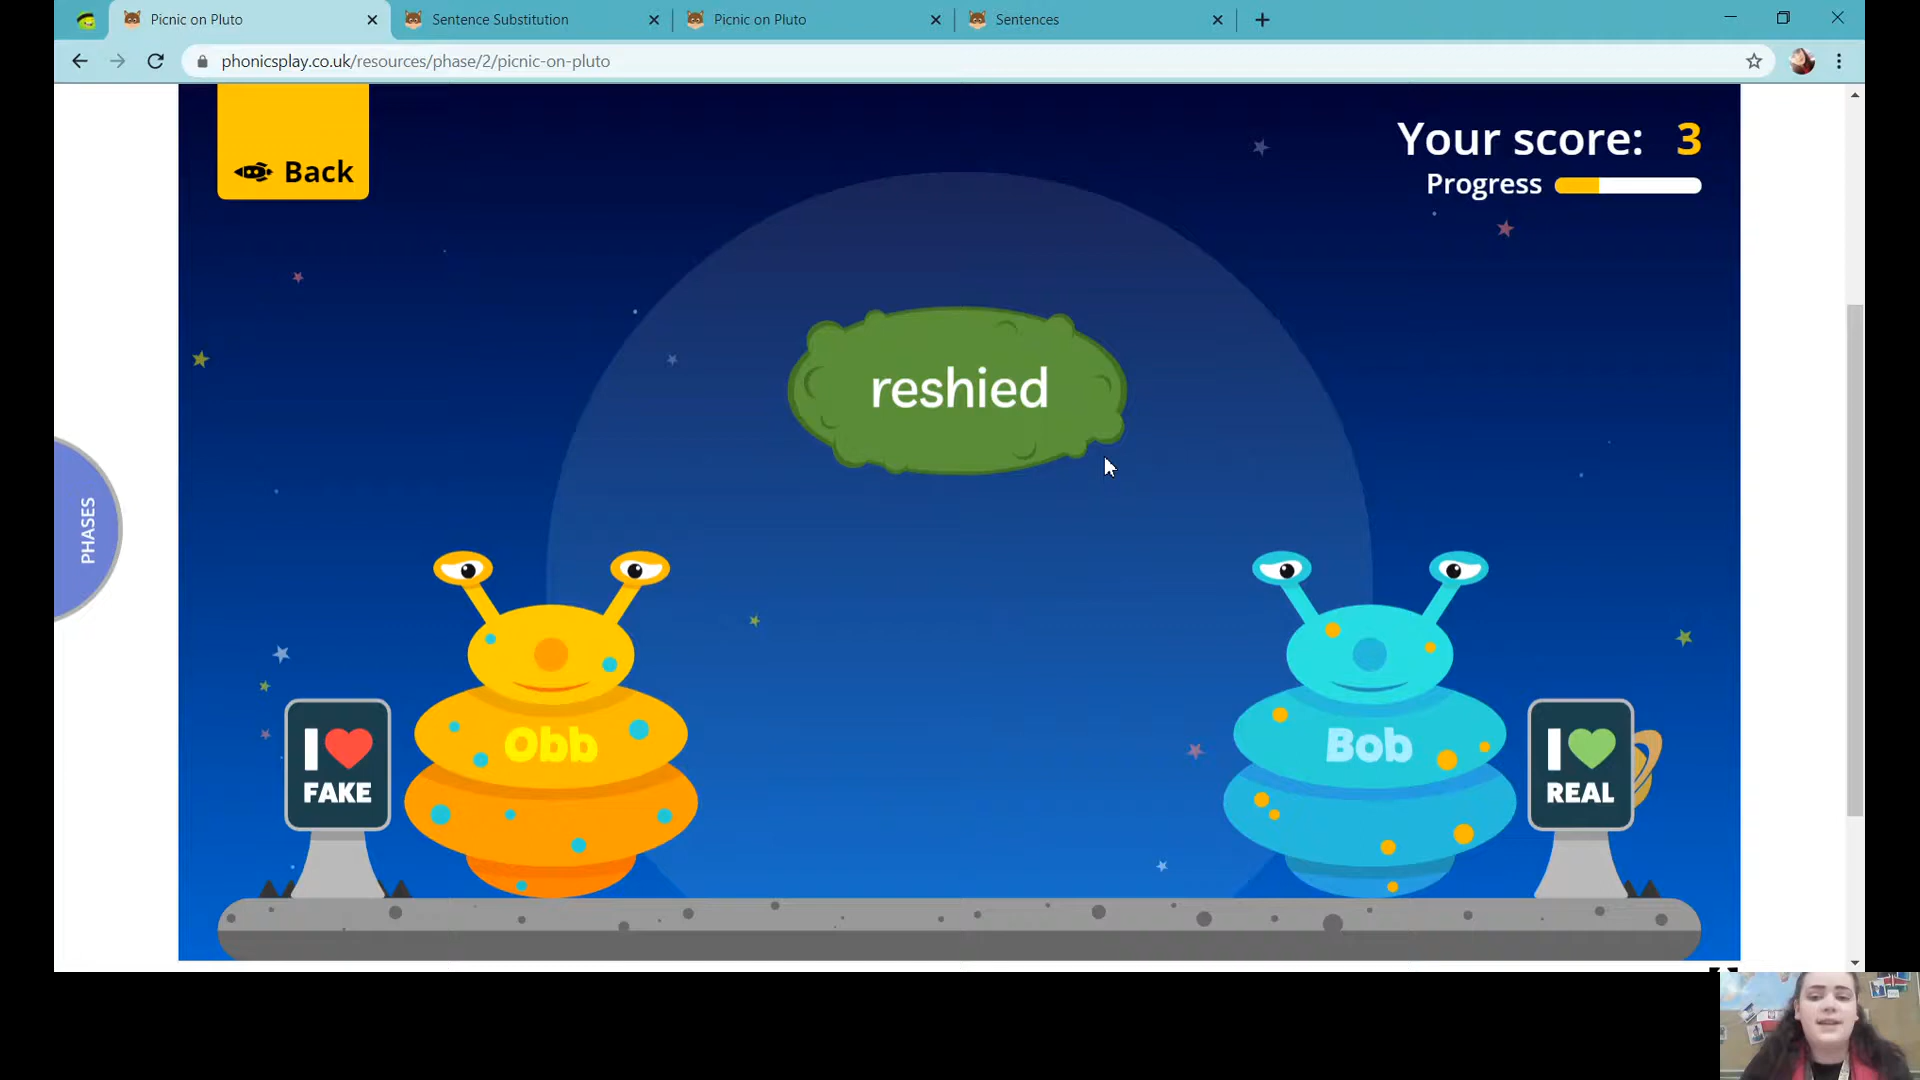 Picnic on Pluto
Sentence Substitution
Picnic on Pluto
Sentences
phonicsplay.co.uk/resources/phase/2/picnic-on-pluto
Back
Your score: 3
Progress
reshied
PHASES
Obb
Bob
I
FAKE
I
REAL